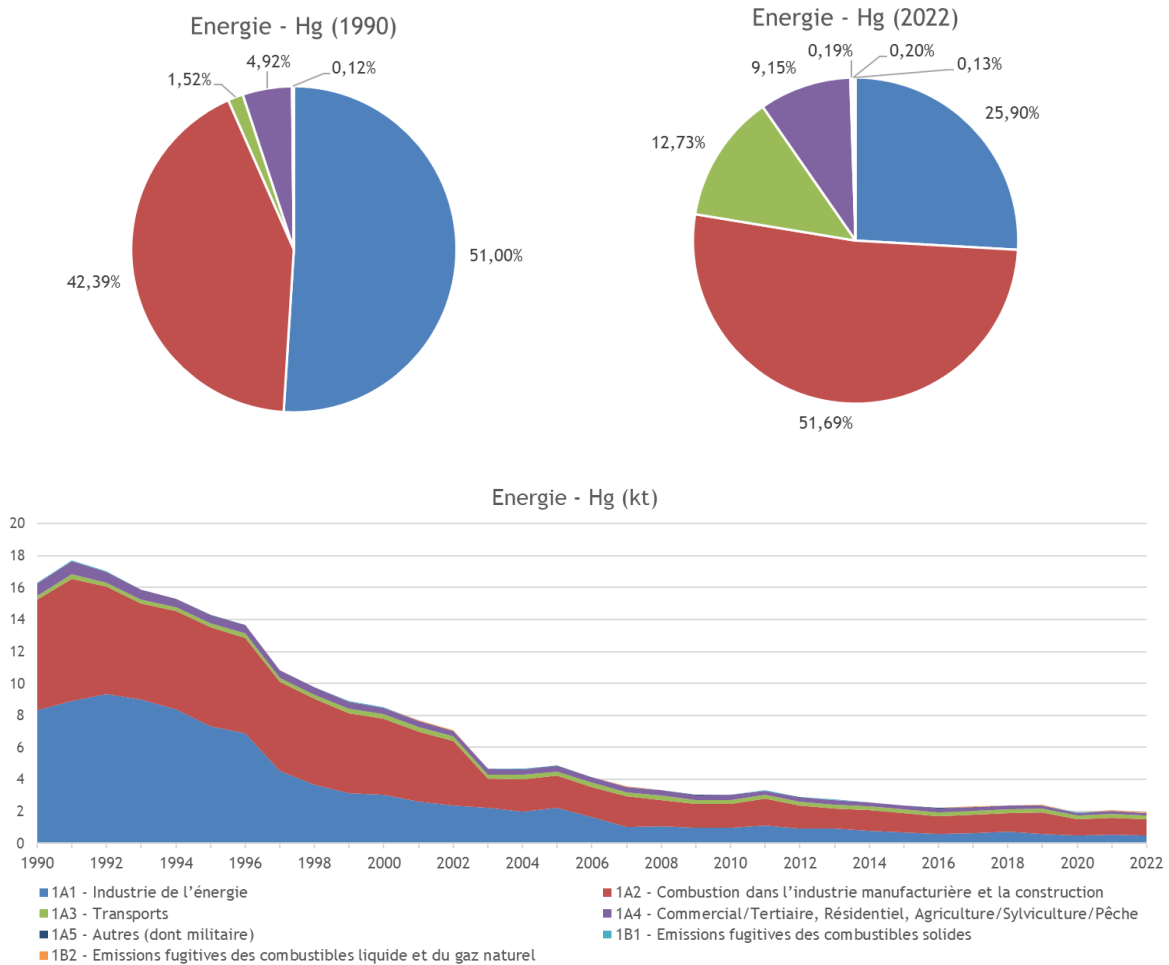 Energie - Hg (1990)
4,92%
0,12%
1,52%
42,39%
51,00%
Energie - Hg (2022)
0,19%
0,20%
9,15%
0,13%
25,90%
12,73%
51,69%
Energie - Hg (kt)
20
18
16
14
12
10
8
6
4
2
0
1990 1992 1994 1996 1998 2000 2002 2004 2006 2008 2010 2012 2014 2016 2018 2020 2022
1A1 - Industrie de l'énergie
1A2 - Combustion dans l'industrie manufacturière et la construction
1A3 - Transports
1A4 - Commercial/Tertiaire, Résidentiel, Agriculture/Sylviculture/Pêche
1A5 - Autres (dont militaire)
1B1 - Emissions fugitives des combustibles solides
1B2 - Emissions fugitives des combustibles liquide et du gaz naturel